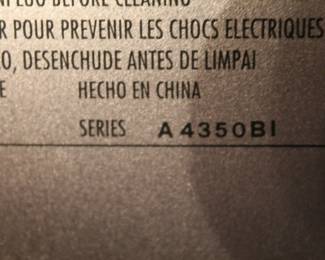 BEFORE CLEANING
R POUR PREVENIR LES CHOCS ELECTRIQUES
O, DESENCHUDE ANTES DE LIMPAI
E HECHO EN CHINA
SERIES A4350BI